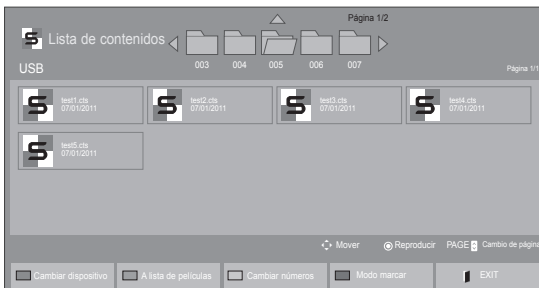 Página 1/2
Lista de contenidos
003 004 005 006 007
USB
Página 1/1
test1.cts
07/01/2011
test2.cts
07/01/2011
test3.cts
07/01/2011
test4.cts
07/01/2011
test5.cts
07/01/2011
Mover Reproducir PAGE Cambio de página
Cambiar dispositivo A lista de películas Cambiar números Modo marcar EXIT